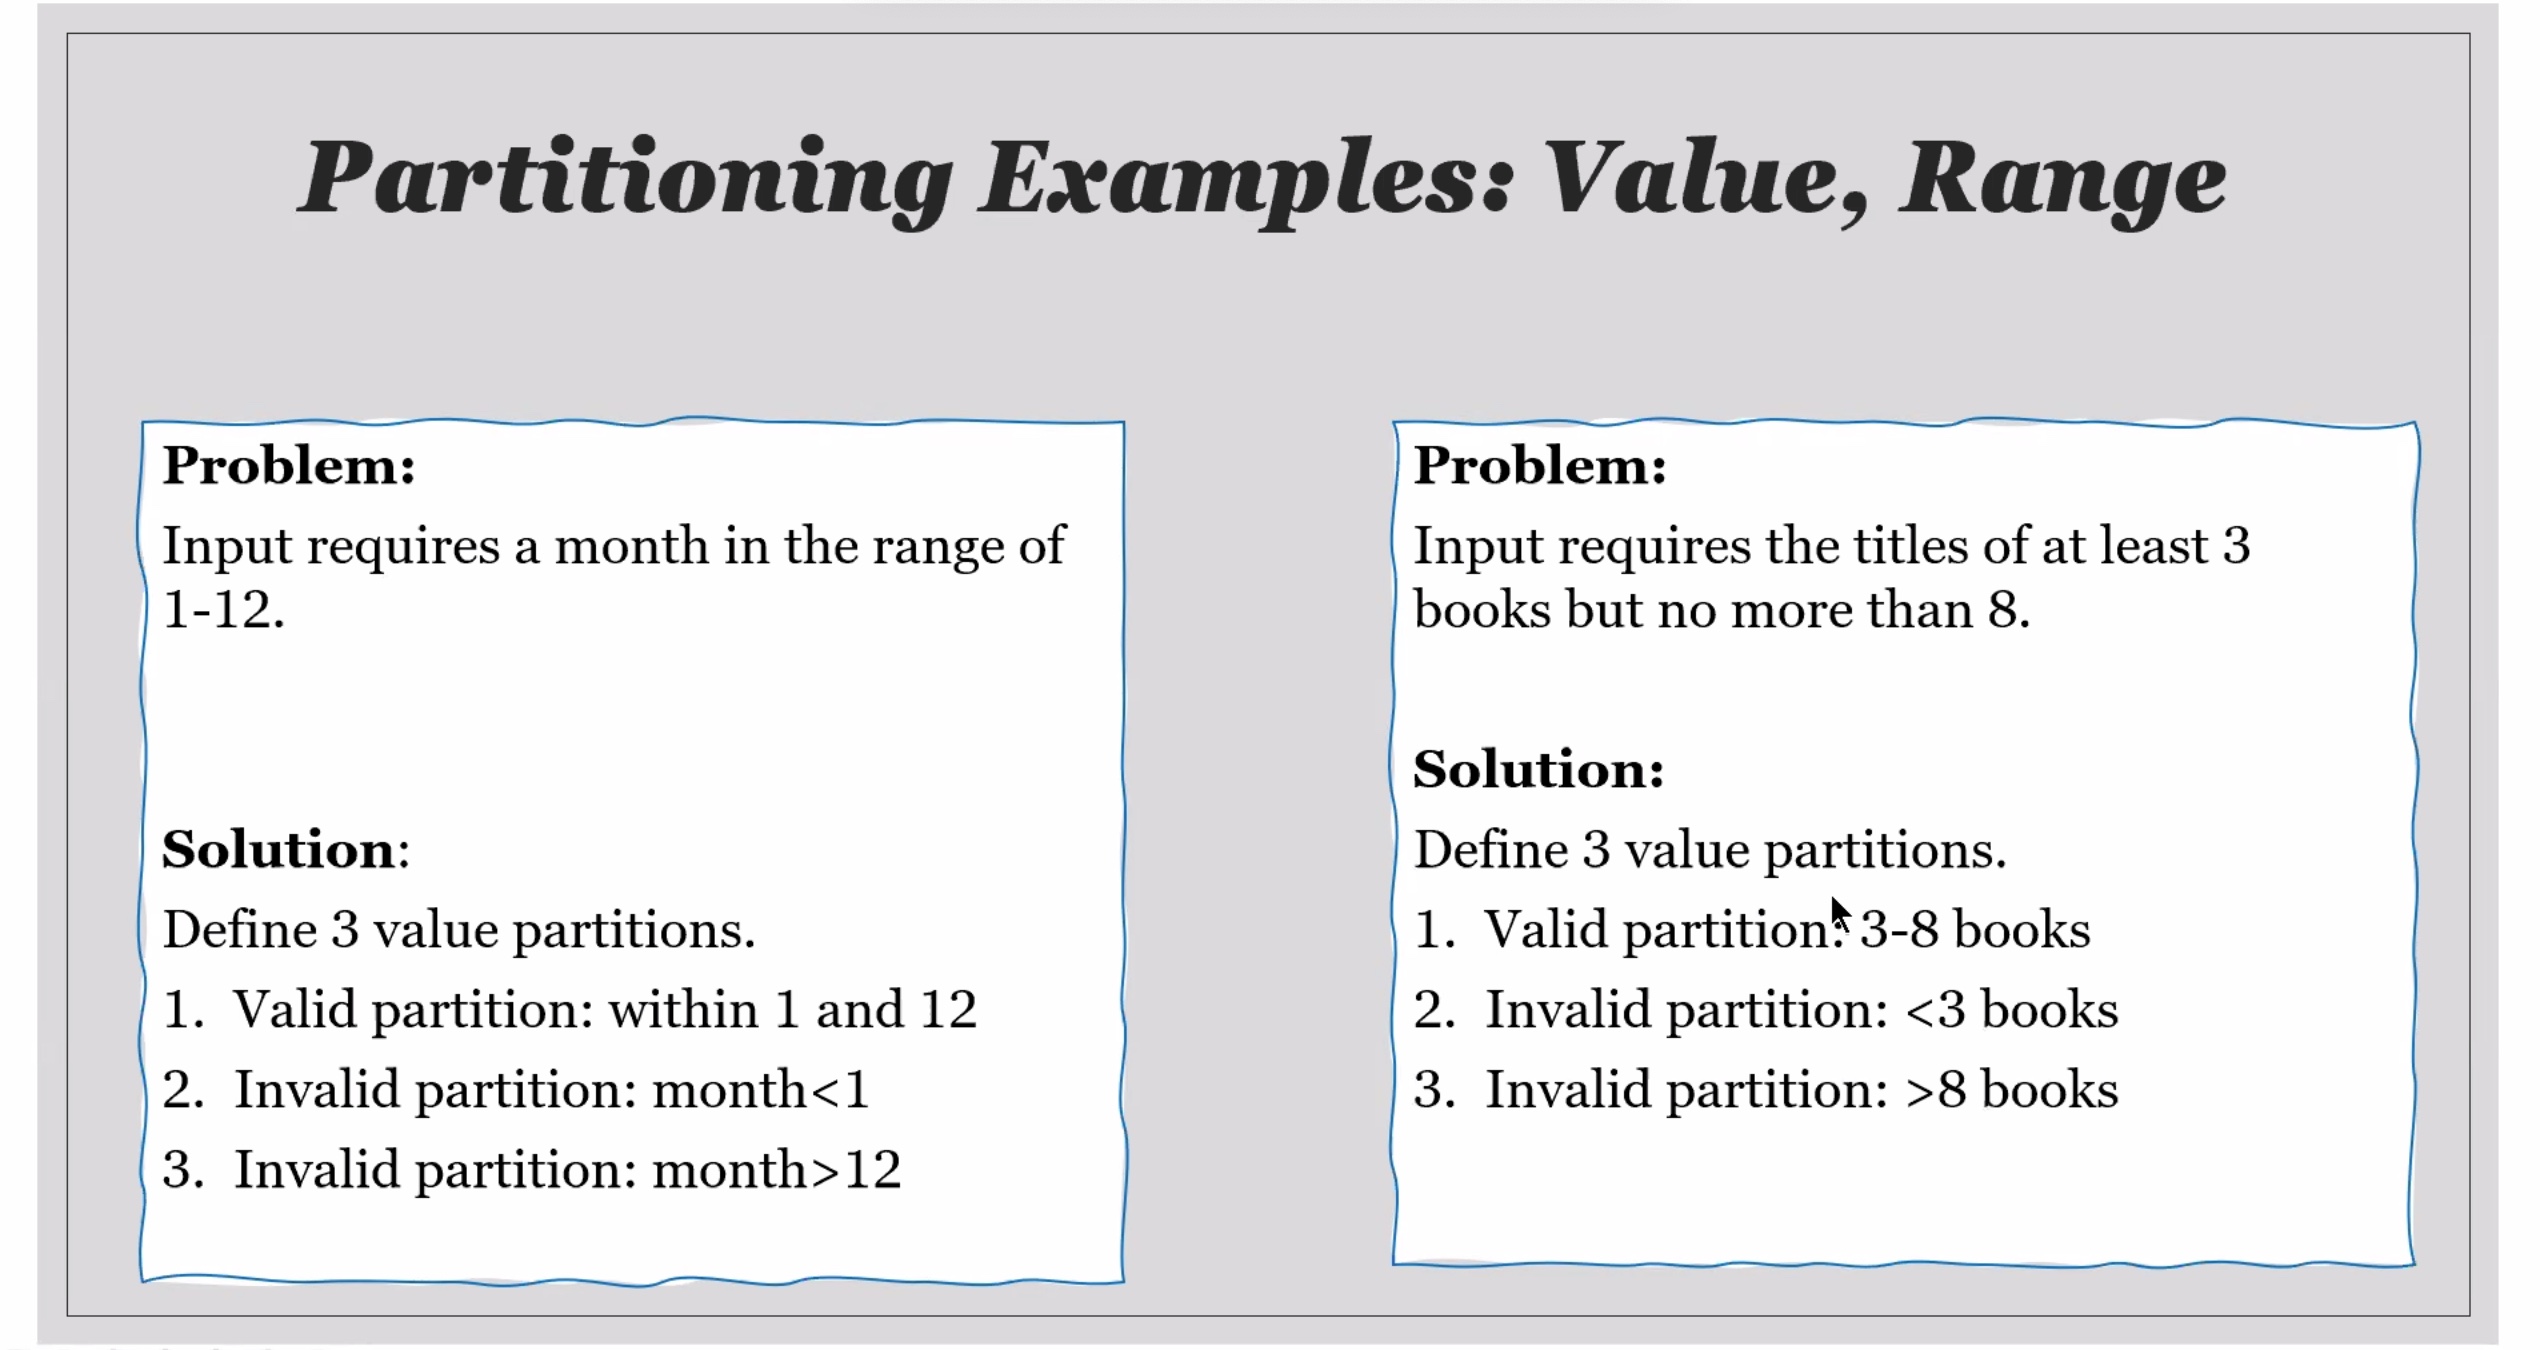 Partitioning Examples: Value, Range
Problem:
Input requires a month in the range of
1-12.
Solution:
Define 3 value partitions.
1. Valid partition: within 1 and 12
2. Invalid partition: month<1
3. Invalid partition: month>12
Problem:
Input requires the titles of at least 3
books but no more than 8.
Solution:
Define 3 value partitions.
1. Valid partition: 3-8 books
2. Invalid partition: <3 books
3. Invalid partition: >8 books